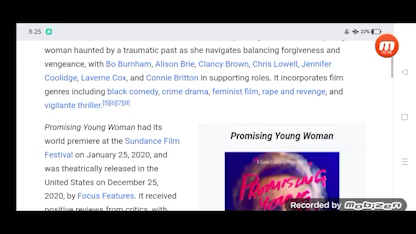 8:25
22%
woman haunted by a traumatic past as she navigates balancing forgiveness and
vengeance, with Bo Burnham, Alison Brie, Clancy Brown, Chris Lowell, Jennifer
Coolidge, Laverne Cox, and Connie Britton in supporting roles. It incorporates film
genres including black comedy, crime drama, feminist film, rape and revenge, and
vigilante thriller.[5][6][7][8]
Promising Young Woman had its
world premiere at the Sundance Film
Festival on January 25, 2020, and
was theatrically released in the
United States on December 25,
2020, by Focus Features. It received
positive reviews from critics, with
Promising Young Woman
PROMISING
YOUNG
Recorded by mobizen